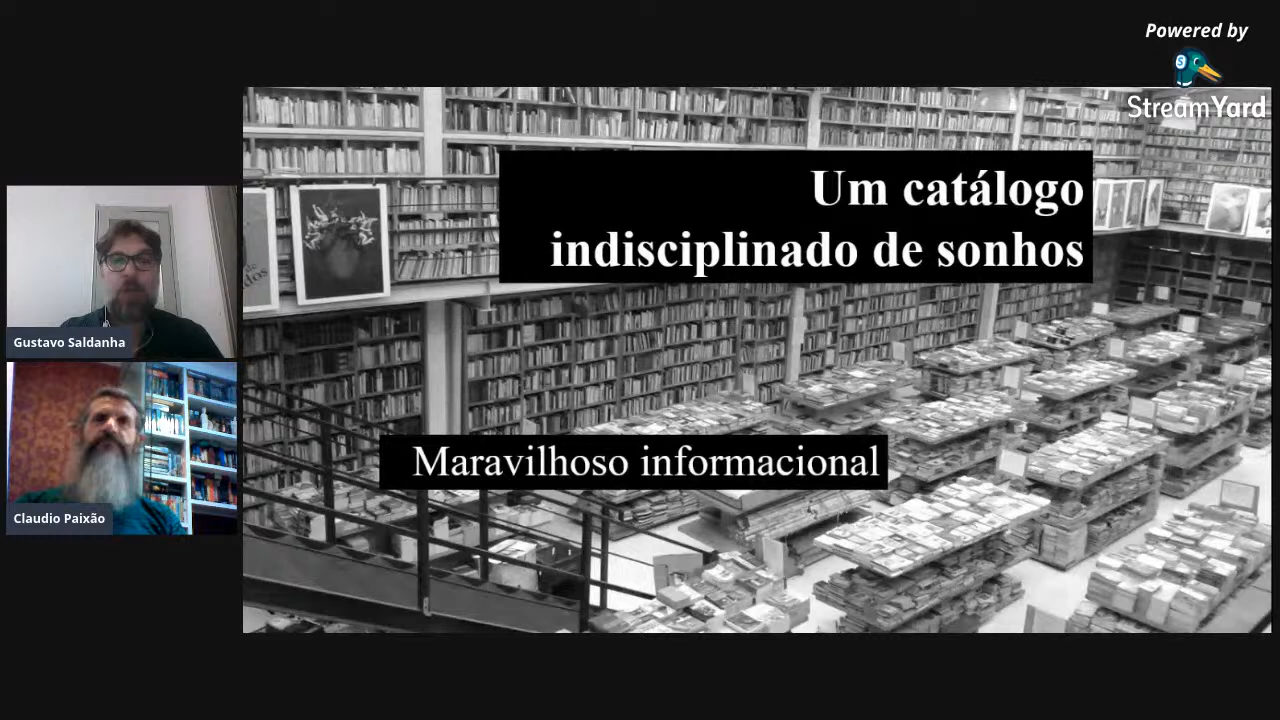 Powered by
StreamYard
Um catálogo
indisciplinado de sonhos
Maravilhoso informacional
Gustavo Saldanha
Claudio Paixão